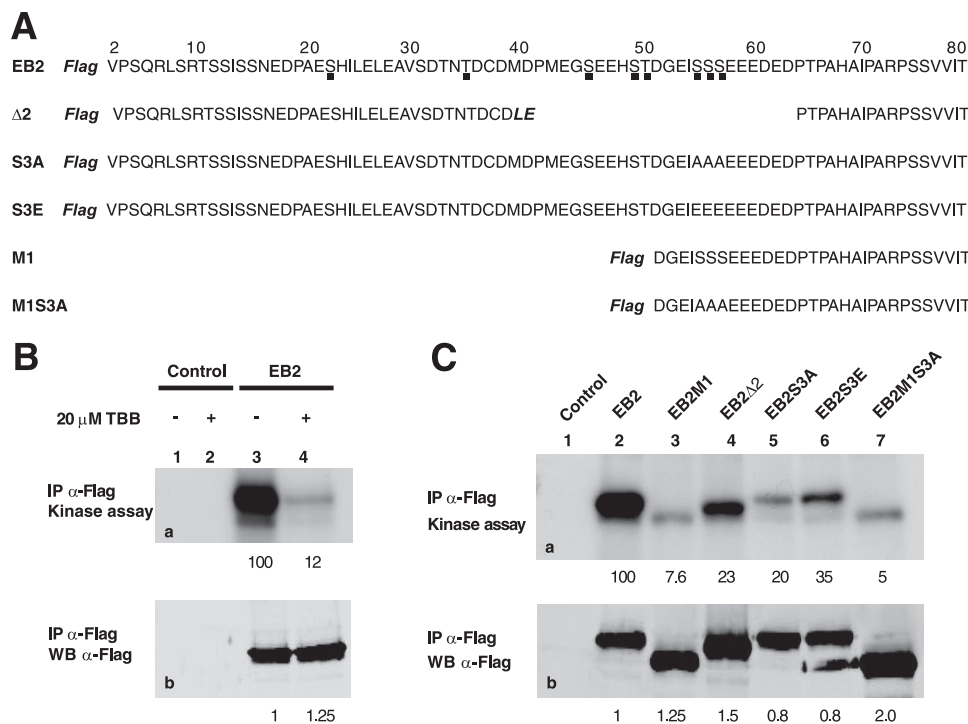 A
2 10 20 30 40 50 60 70 80
EB2 Flag VPSQRLSRTSSISSNEDPAESHILELEAVSDTNTDCDMDPMEGSEEHSTDGEISSSEEEDEDPTPAHAIPARPSSVVIT
Δ2 Flag VPSQRLSRTSSISSNEDPAESHILELEAVSDTNTDCDLE PTPAHAIPARPSSVVIT
S3A Flag VPSQRLSRTSSISSNEDPAESHILELEAVSDTNTDCDMDPMEGSEEHSTDGEIAAAEEEDEDPTPAHAIPARPSSVVIT
S3E Flag VPSQRLSRTSSISSNEDPAESHILELEAVSDTNTDCDMDPMEGSEEHSTDGEIEEEEEEDEDPTPAHAIPARPSSVVIT
M1 Flag DGEISSSEEEDEDPTPAHAIPARPSSVVIT
M1S3A Flag DGEIAAAEEEDEDPTPAHAIPARPSSVVIT
B
Control EB2
20 µM TBB - + - +
1 2 3 4
IP α-Flag
Kinase assay
a
100 12
IP α-Flag
WB α-Flag
b
1 1.25
C
Control EB2 EB2M1 EB2Δ2 EB2S3A EB2S3E EB2M1S3A
1 2 3 4 5 6 7
IP α-Flag
Kinase assay
a
100 7.6 23 20 35 5
IP α-Flag
WB α-Flag
b
1 1.25 1.5 0.8 0.8 2.0